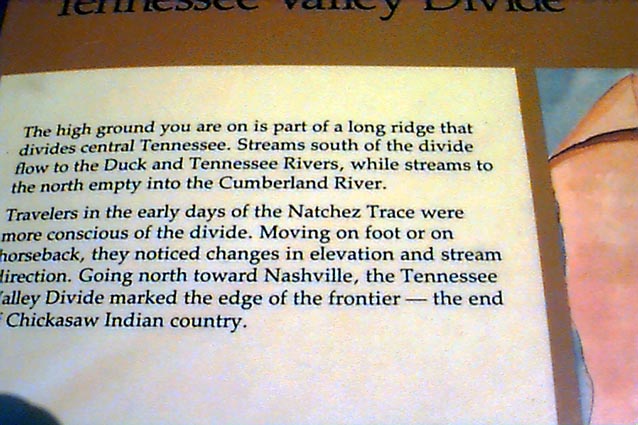 Tennessee Valley Divide
The high ground you are on is part of a long ridge that
divides central Tennessee. Streams south of the divide
flow to the Duck and Tennessee Rivers, while streams to
the north empty into the Cumberland River.
Travelers in the early days of the Natchez Trace were
more conscious of the divide. Moving on foot or on
horseback, they noticed changes in elevation and stream
direction. Going north toward Nashville, the Tennessee
Valley Divide marked the edge of the frontier — the end
f Chickasaw Indian country.